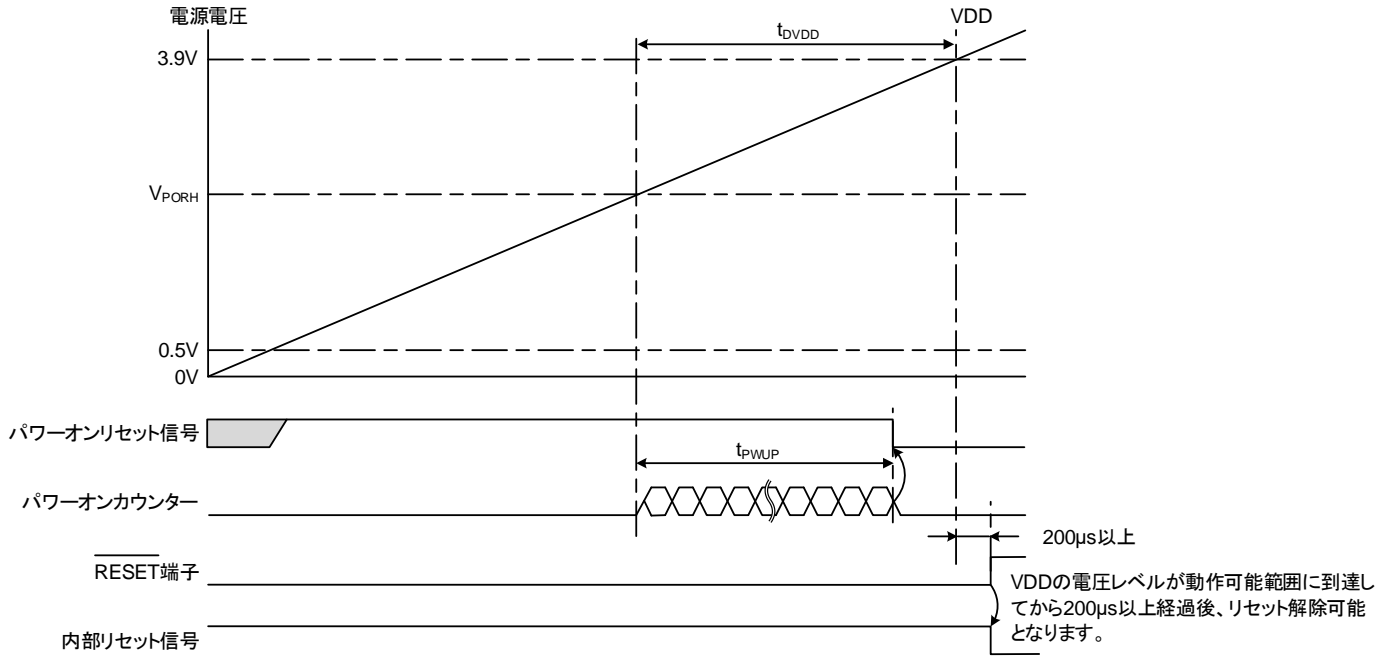 電源電圧
VDD
tDVDD
3.9V
VPORH
0.5V
0V
パワーオンリセット信号
tPWUP
パワーオンカウンター
200µs以上
RESET端子
VDDの電圧レベルが動作可能範囲に到達し
てから200µs以上経過後、リセット解除可能
となります。
内部リセット信号